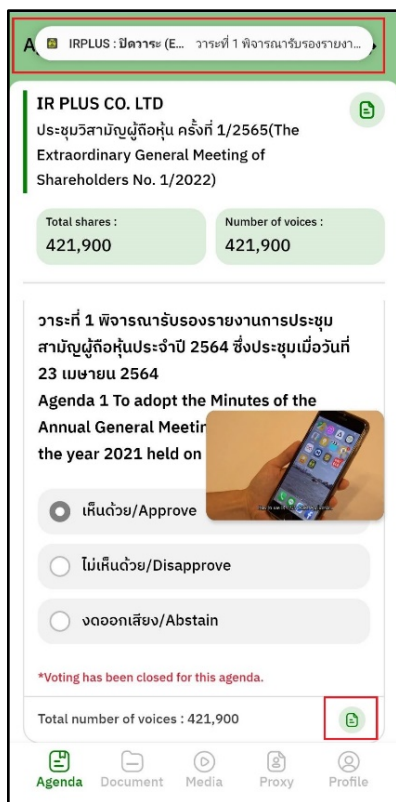 A
IRPLUS : ปิดวาระ (E... วาระที่ 1 พิจารณารับรองรายงา...
IR PLUS CO. LTD
ประชุมวิสามัญผู้ถือหุ้น ครั้งที่ 1/2565(The
Extraordinary General Meeting of
Shareholders No. 1/2022)
Total shares :
421,900
Number of voices :
421,900
วาระที่ 1 พิจารณารับรองรายงานการประชุม
สามัญผู้ถือหุ้นประจำปี 2564 ซึ่งประชุมเมื่อวันที่
23 เมษายน 2564
Agenda 1 To adopt the Minutes of the
Annual General Meetin
the year 2021 held on
เห็นด้วย/Approve
ไม่เห็นด้วย/Disapprove
งดออกเสียง/Abstain
*Voting has been closed for this agenda.
Total number of voices : 421,900
Agenda Document Media Proxy Profile